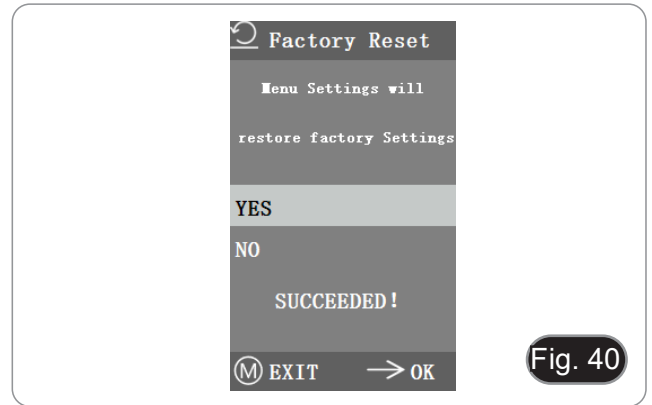 Factory Reset
Menu Settings will
restore factory Settings
YES
NO
SUCCEEDED!
M EXIT → OK
Fig. 40